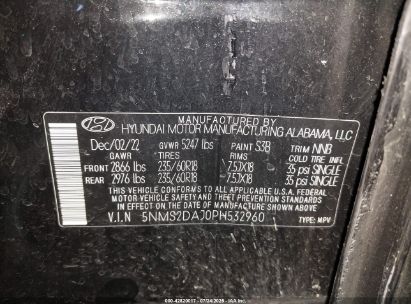 MANUFACTURED BY
HYUNDAI MOTOR MANUFACTURING ALABAMA, LLC
Dec/02/22 GVWR 5247 lbs PAINT S3B TRIM NNB
GAWR TIRES RIMS COLD TIRE INFL.
FRONT 2866 lbs 235/60R18 7.5JX18 35 psi SINGLE
REAR 2976 lbs 235/60R18 7.5JX18 35 psi SINGLE
THIS VEHICLE CONFORMS TO ALL APPLICABLE U.S.A. FEDERAL
MOTOR VEHICLE SAFETY AND THEFT PREVENTION STANDARDS
IN EFFECT ON THE DATE OF MANUFACTURE SHOWN ABOVE.
V.I.N 5NMS2DAJ0PH532960 TYPE: MPV